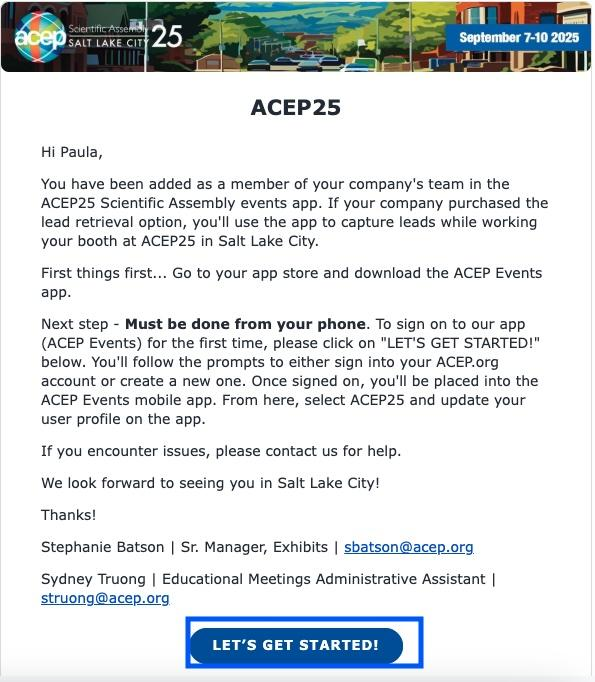 acep Scientific Assembly
SALT LAKE CITY 25
September 7-10 2025
ACEP25
Hi Paula,
You have been added as a member of your company's team in the
ACEP25 Scientific Assembly events app. If your company purchased the
lead retrieval option, you'll use the app to capture leads while working
your booth at ACEP25 in Salt Lake City.
First things first... Go to your app store and download the ACEP Events
app.
Next step - Must be done from your phone. To sign on to our app
(ACEP Events) for the first time, please click on "LET'S GET STARTED!"
below. You'll follow the prompts to either sign into your ACEP.org
account or create a new one. Once signed on, you'll be placed into the
ACEP Events mobile app. From here, select ACEP25 and update your
user profile on the app.
If you encounter issues, please contact us for help.
We look forward to seeing you in Salt Lake City!
Thanks!
Stephanie Batson | Sr. Manager, Exhibits | sbatson@acep.org
Sydney Truong | Educational Meetings Administrative Assistant |
struong@acep.org
LET’S GET STARTED!